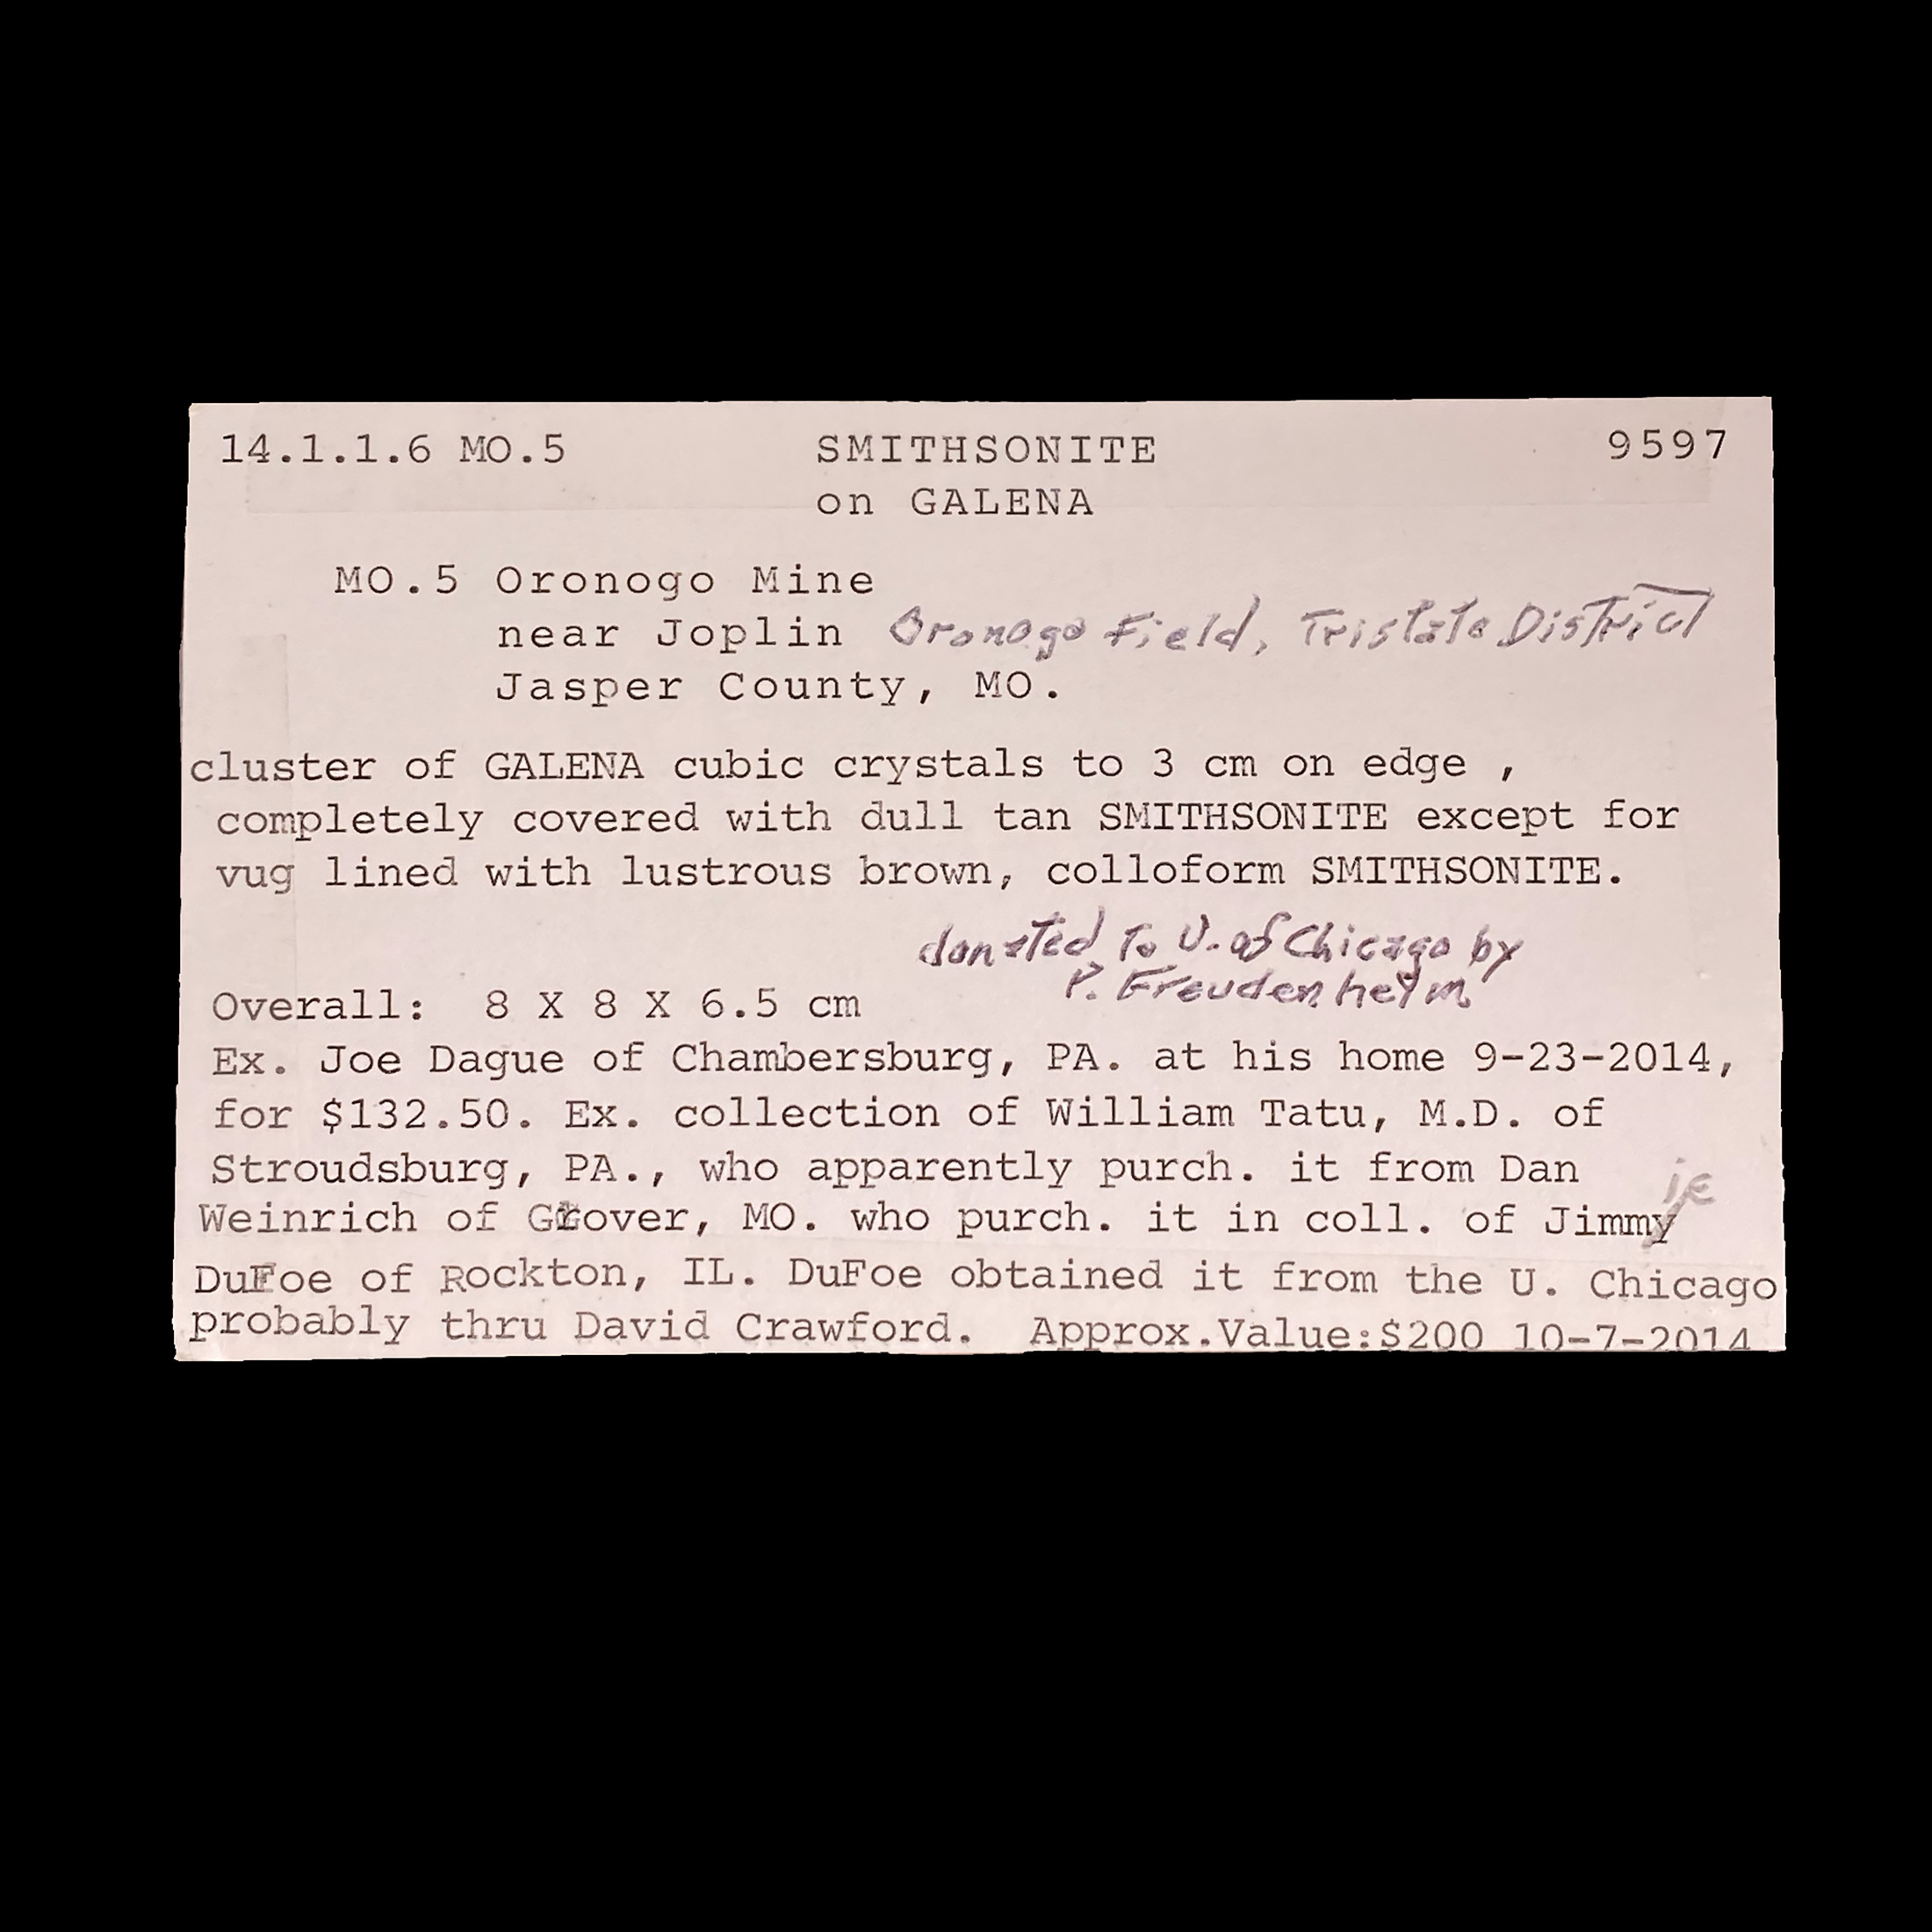 14.1.1.6 MO.5 SMITHSONITE 9597
on GALENA
MO.5 Oronogo Mine
near Joplin Oronogo Field, Tristate District
Jasper County, MO.
cluster of GALENA cubic crystals to 3 cm on edge ,
completely covered with dull tan SMITHSONITE except for
vug lined with lustrous brown, colloform SMITHSONITE.
donated to U. of Chicago by
P. Freudenheym
Overall: 8 X 8 X 6.5 cm
Ex. Joe Dague of Chambersburg, PA. at his home 9-23-2014,
for $132.50. Ex. collection of William Tatu, M.D. of
Stroudsburg, PA., who apparently purch. it from Dan
ie
Weinrich of Grover, MO. who purch. it in coll. of Jimmy
DuFoe of Rockton, IL. DuFoe obtained it from the U. Chicago
probably thru David Crawford. Approx.Value:$200 10-7-2014